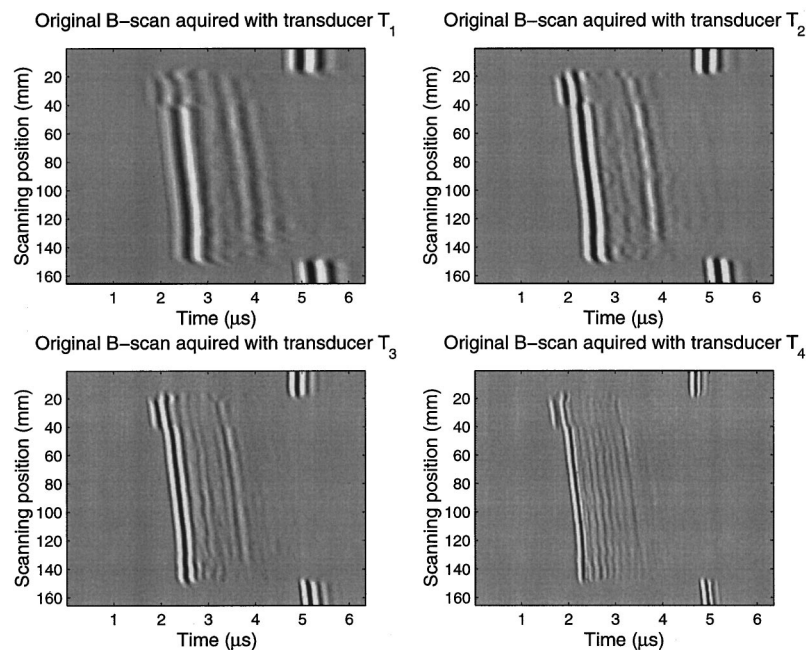 Original B−scan aquired with transducer T1
20
40
60
80
100
120
140
160
Scanning position (mm)
1 2 3 4 5 6
Time (μs)
Original B−scan aquired with transducer T2
20
40
60
80
100
120
140
160
Scanning position (mm)
1 2 3 4 5 6
Time (μs)
Original B−scan aquired with transducer T3
20
40
60
80
100
120
140
160
Scanning position (mm)
1 2 3 4 5 6
Time (μs)
Original B−scan aquired with transducer T4
20
40
60
80
100
120
140
160
Scanning position (mm)
1 2 3 4 5 6
Time (μs)